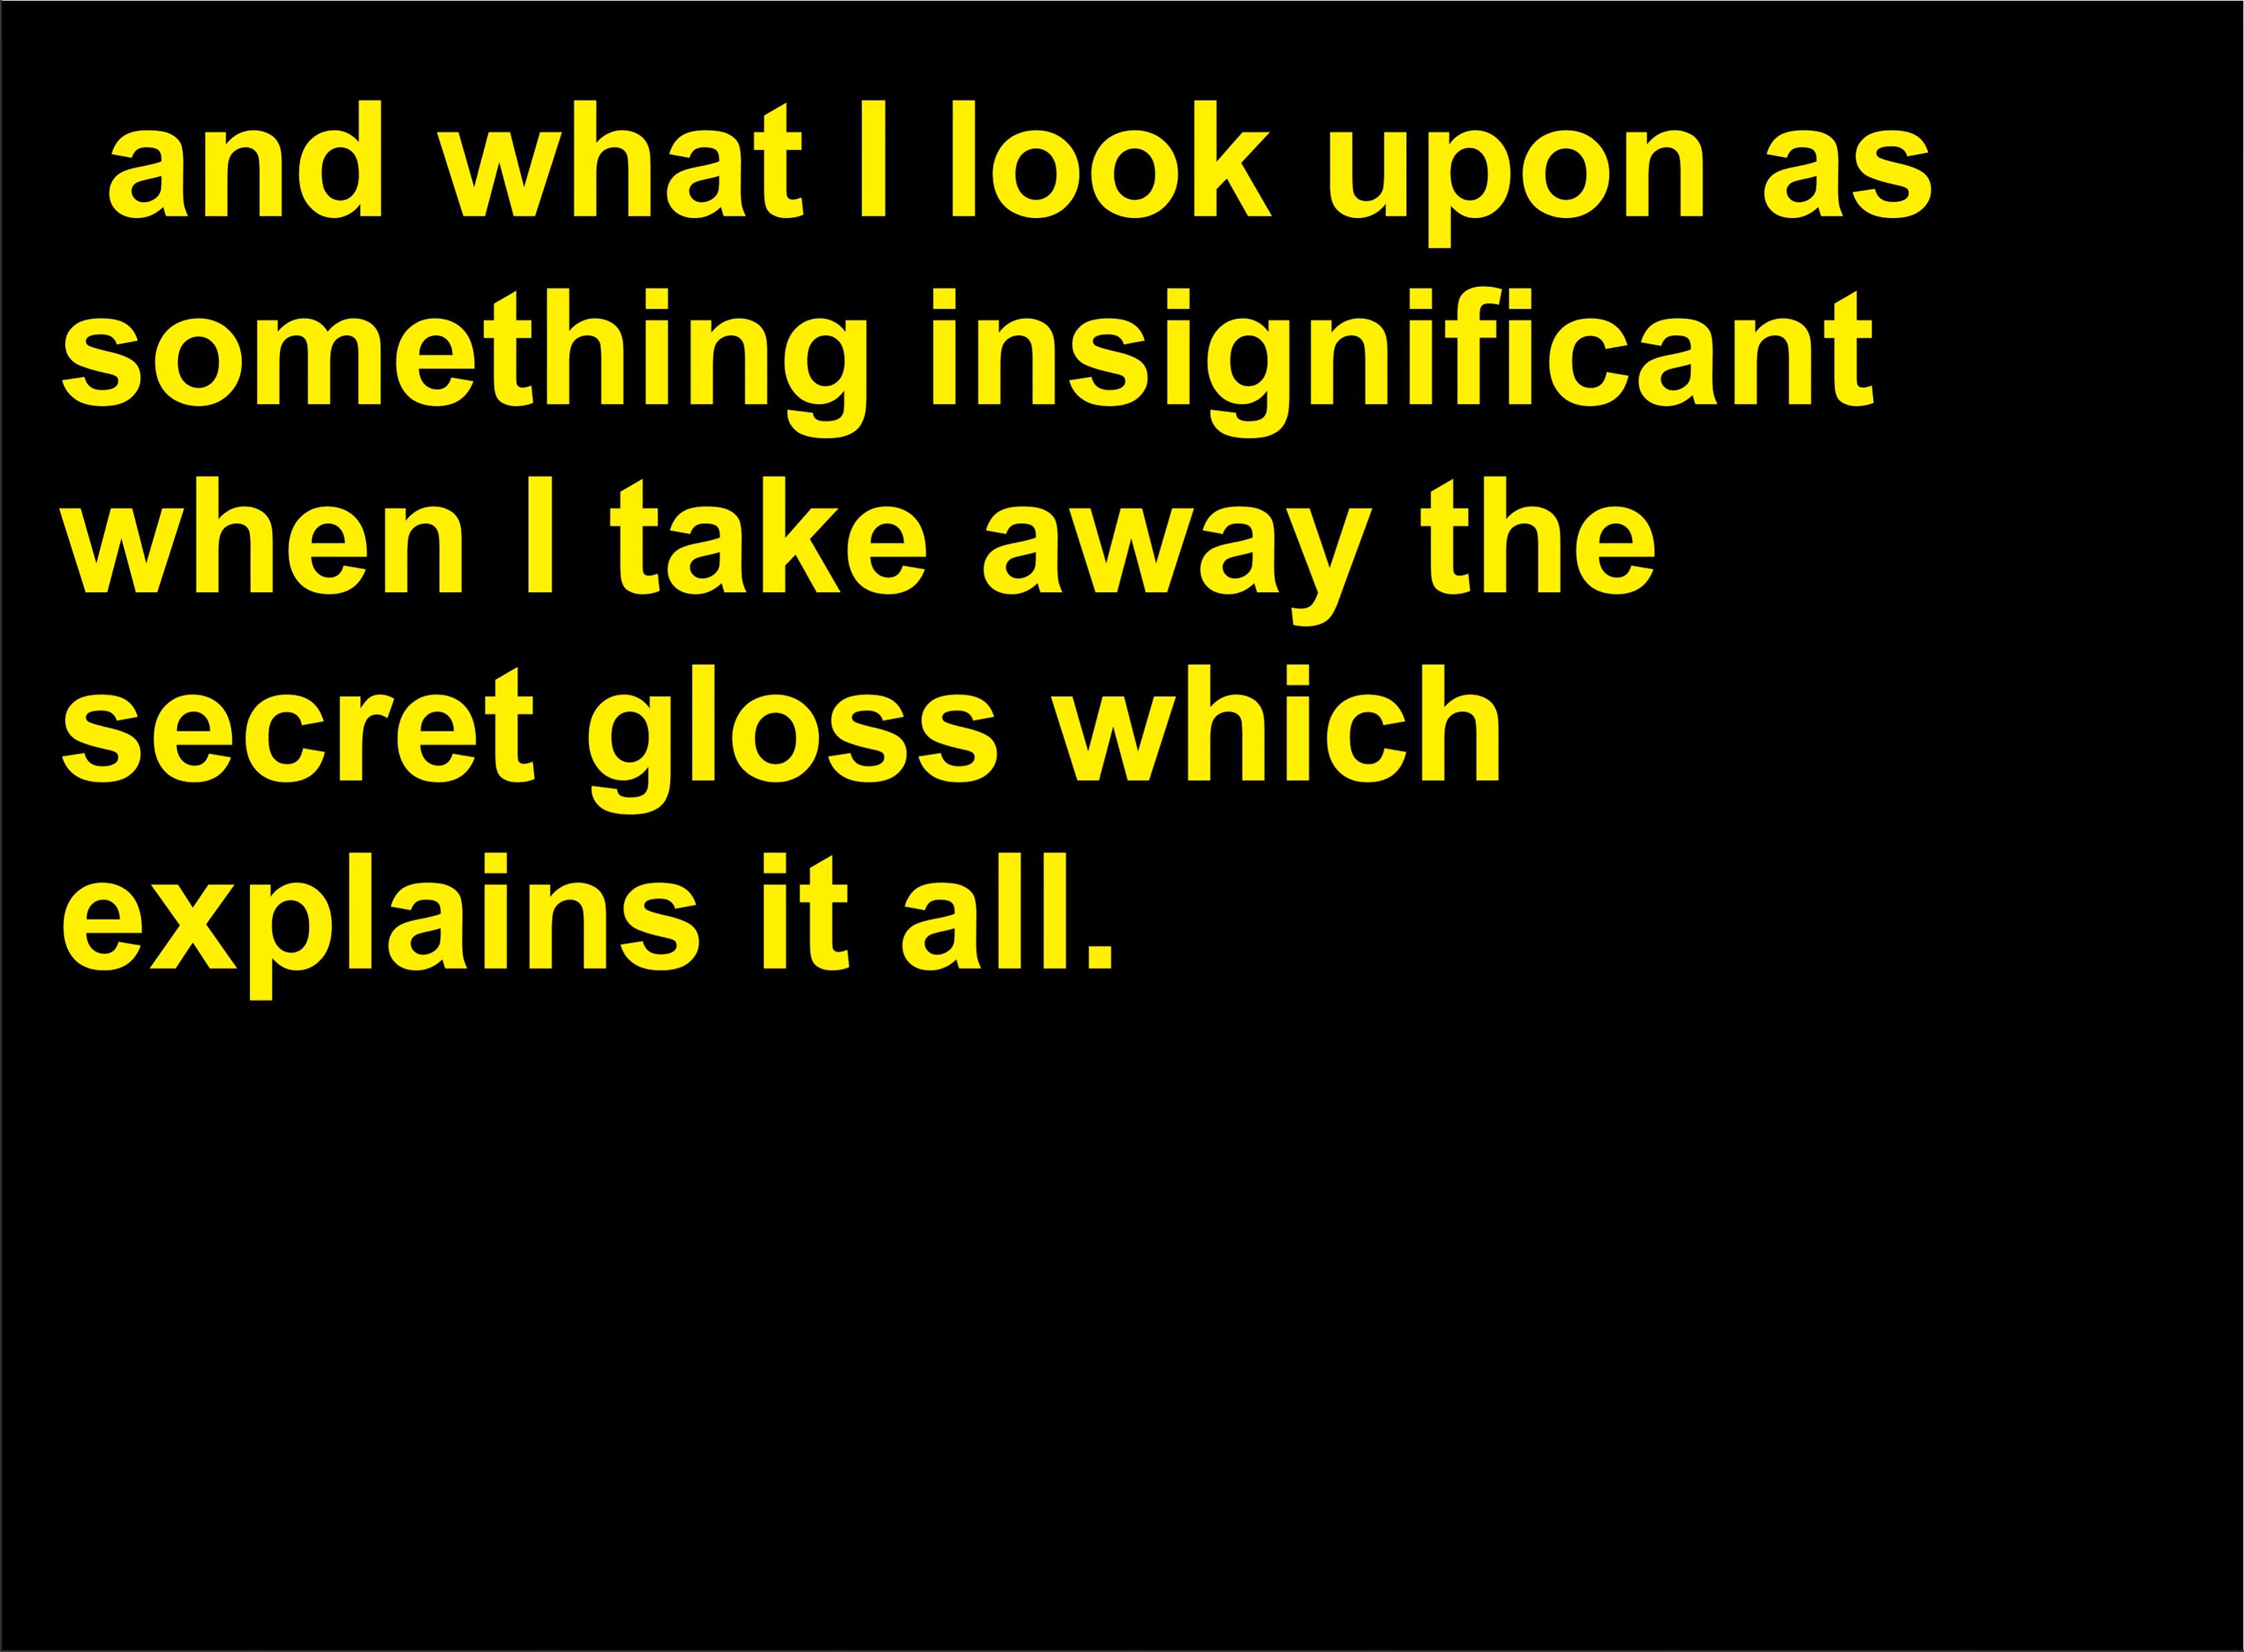 and what I look upon as
something insignificant
when I take away the
secret gloss which
explains it all.